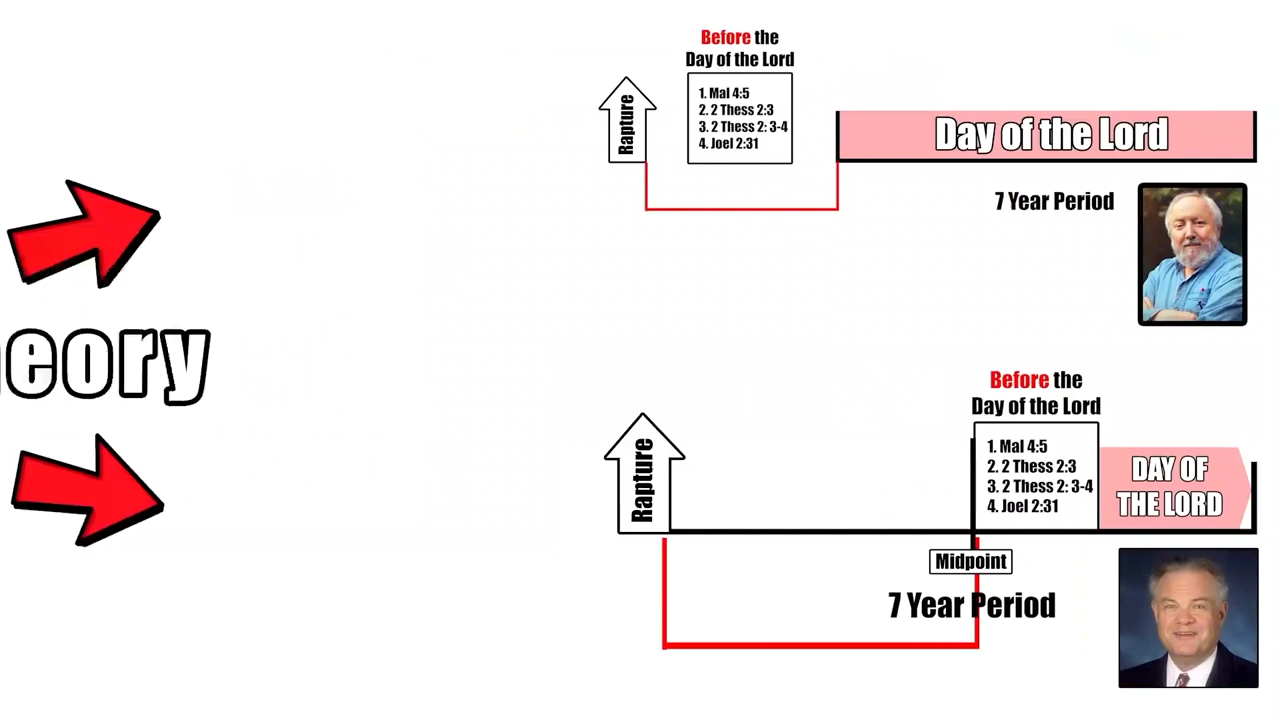 Before the
Day of the Lord
Rapture
1. Mal 4:5
2. 2 Thess 2:3
3. 2 Thess 2: 3-4
4. Joel 2:31
Day of the Lord
7 Year Period
eory
Before the
Day of the Lord
Rapture
1. Mal 4:5
2. 2 Thess 2:3
3. 2 Thess 2: 3-4
4. Joel 2:31
DAY OF
THE LORD
Midpoint
7 Year Period